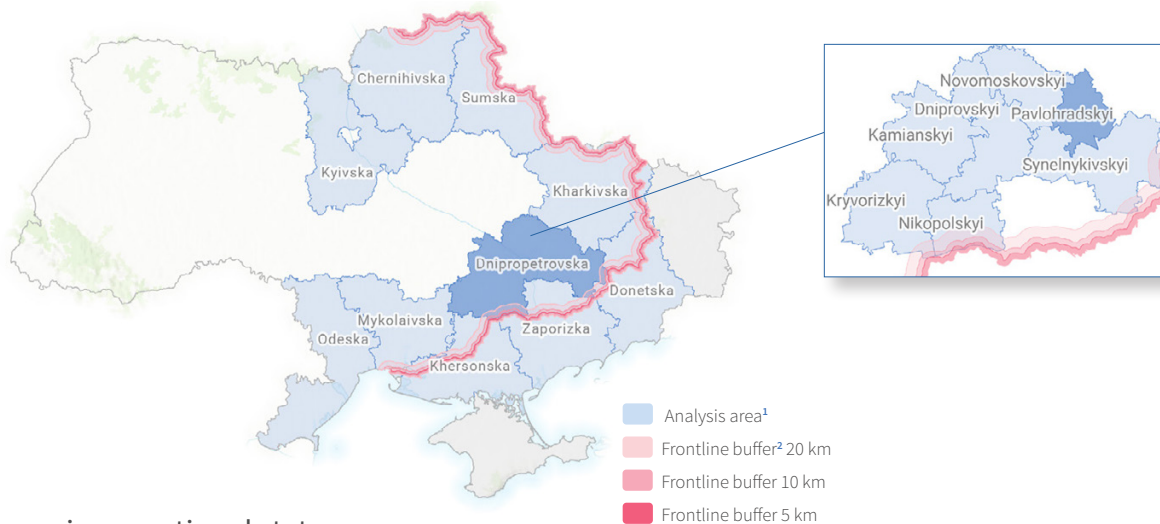 Chernihivska
Sumska
Kyivska
Kharkivska
Dnipropetrovska
Donetska
Mykolaivska
Odeska
Zaporizka
Khersonska
Novomoskovskyi
Dniprovskyi
Pavlohradskyi
Kamianskyi
Synelnykivskyi
Kryvorizkyi
Nikopolskyi
Analysis area¹
Frontline buffer² 20 km
Frontline buffer 10 km
Frontline buffer 5 km